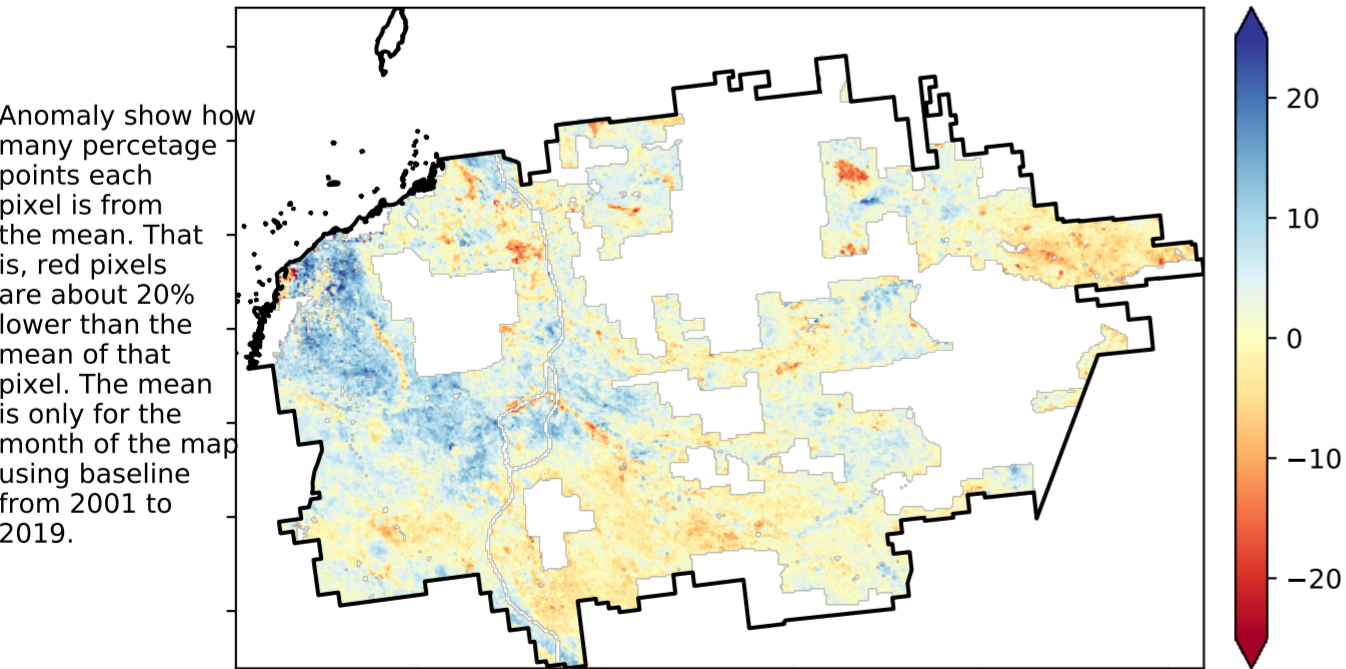 Anomaly show how
many percetage
points each
pixel is from
the mean. That
is, red pixels
are about 20%
lower than the
mean of that
pixel. The mean
is only for the
month of the map
using baseline
from 2001 to
2019.
20
10
0
−10
−20